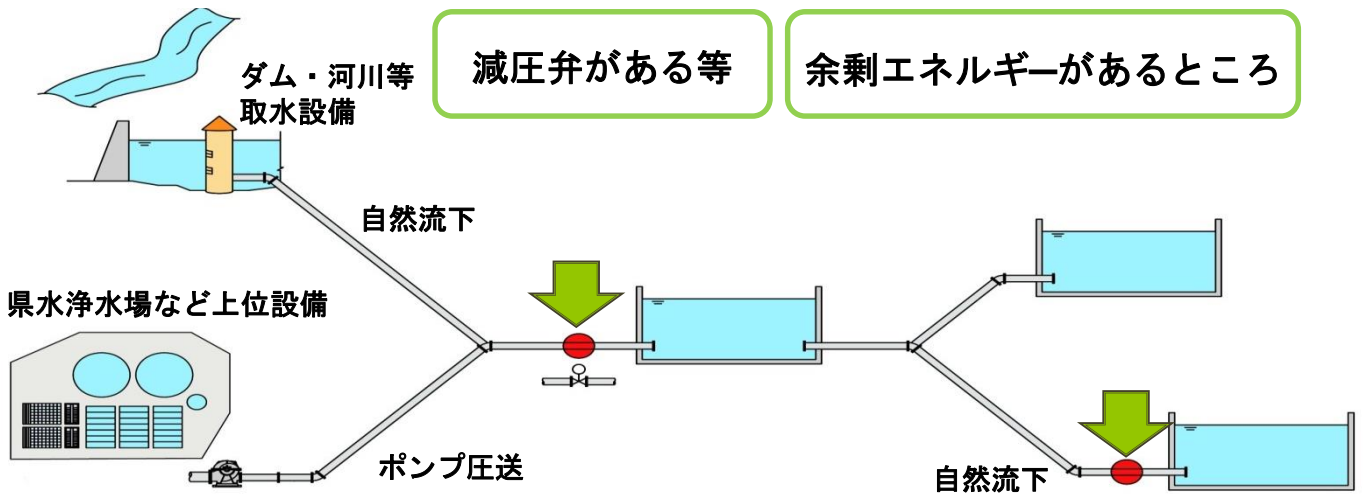 減圧弁がある等
余剰エネルギーがあるところ
ダム・河川等
取水設備
自然流下
県水浄水場など上位設備
ポンプ圧送
自然流下